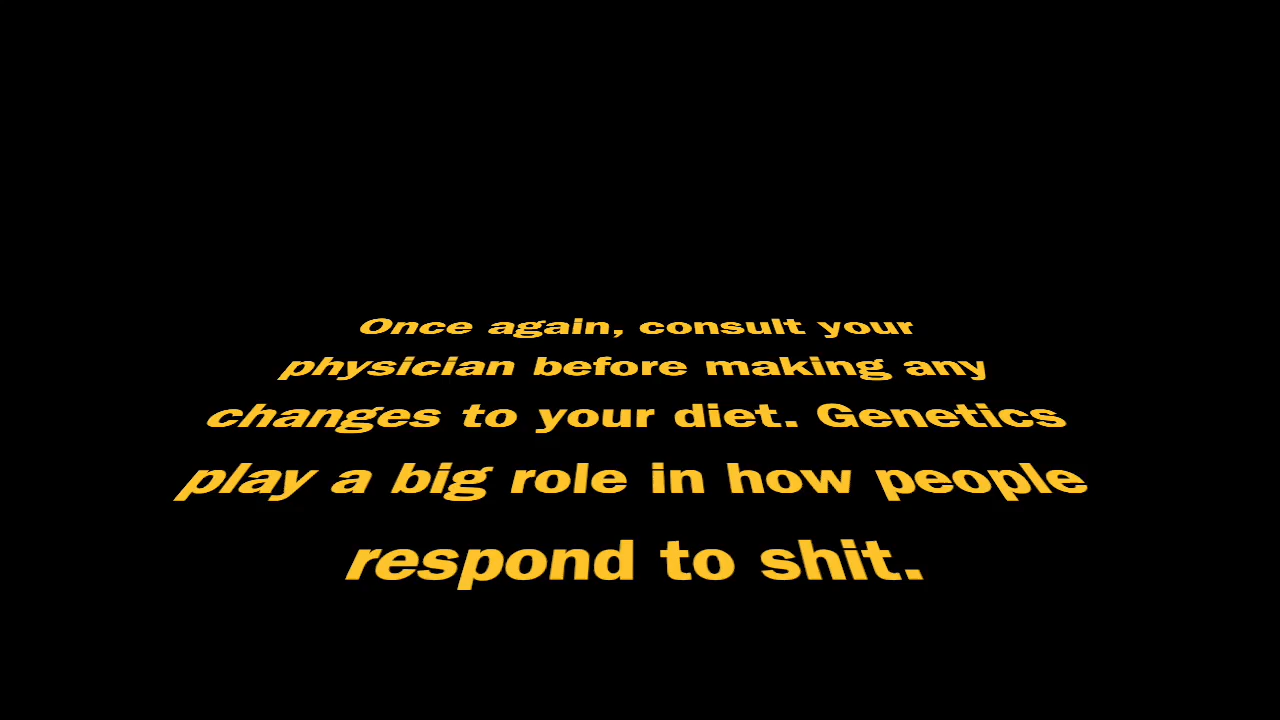 Once again, consult your
physician before making any
changes to your diet. Genetics
play a big role in how people
respond to shit.